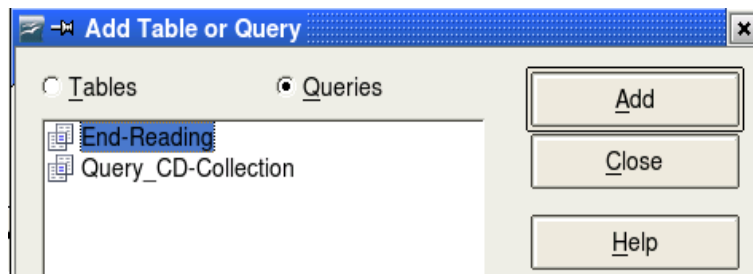 Add Table or Query
Tables
Queries
End-Reading
Query_CD-Collection
Add
Close
Help